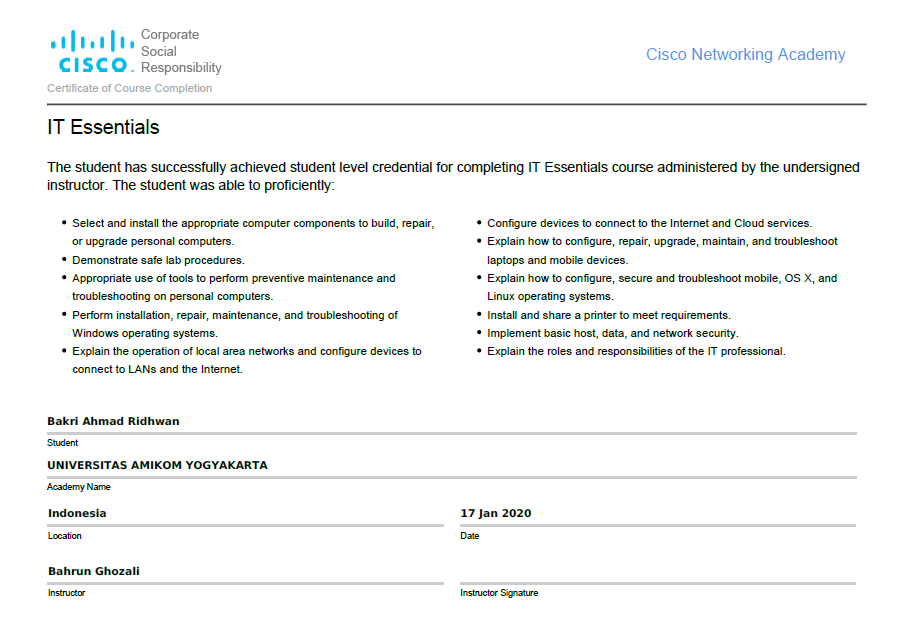 Corporate
Social
CISCO. Responsibility
Cisco Networking Academy
Certificate of Course Completion
IT Essentials
The student has successfully achieved student level credential for completing IT Essentials course administered by the undersigned
instructor. The student was able to proficiently:
• Select and install the appropriate computer components to build, repair,
or upgrade personal computers.
• Demonstrate safe lab procedures.
• Appropriate use of tools to perform preventive maintenance and
troubleshooting on personal computers.
• Perform installation, repair, maintenance, and troubleshooting of
Windows operating systems.
• Explain the operation of local area networks and configure devices to
connect to LANs and the Internet.
• Configure devices to connect to the Internet and Cloud services.
• Explain how to configure, repair, upgrade, maintain, and troubleshoot
laptops and mobile devices.
• Explain how to configure, secure and troubleshoot mobile, OS X, and
Linux operating systems.
• Install and share a printer to meet requirements.
• Implement basic host, data, and network security.
• Explain the roles and responsibilities of the IT professional.
Bakri Ahmad Ridhwan
Student
UNIVERSITAS AMIKOM YOGYAKARTA
Academy Name
Indonesia
Location
17 Jan 2020
Date
Bahrun Ghozali
Instructor
Instructor Signature